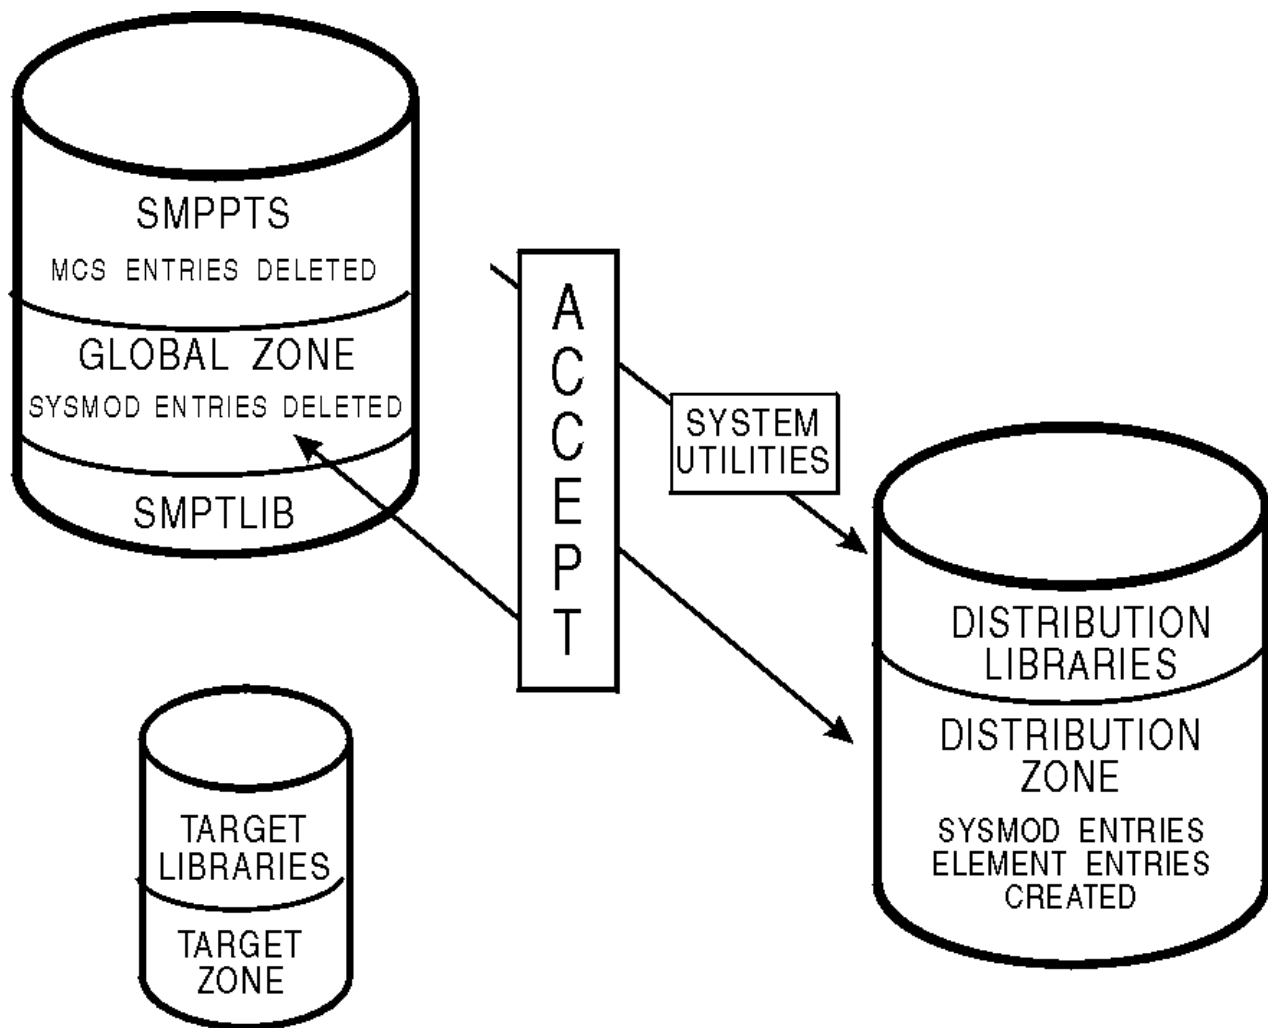 SMPPTS
MCS ENTRIES DELETED
GLOBAL ZONE
SYSMOD ENTRIES DELETED
SMPTLIB
ACCEPT
SYSTEM
UTILITIES
DISTRIBUTION
LIBRARIES
DISTRIBUTION
ZONE
SYSMOD ENTRIES
ELEMENT ENTRIES
CREATED
TARGET
LIBRARIES
TARGET
ZONE